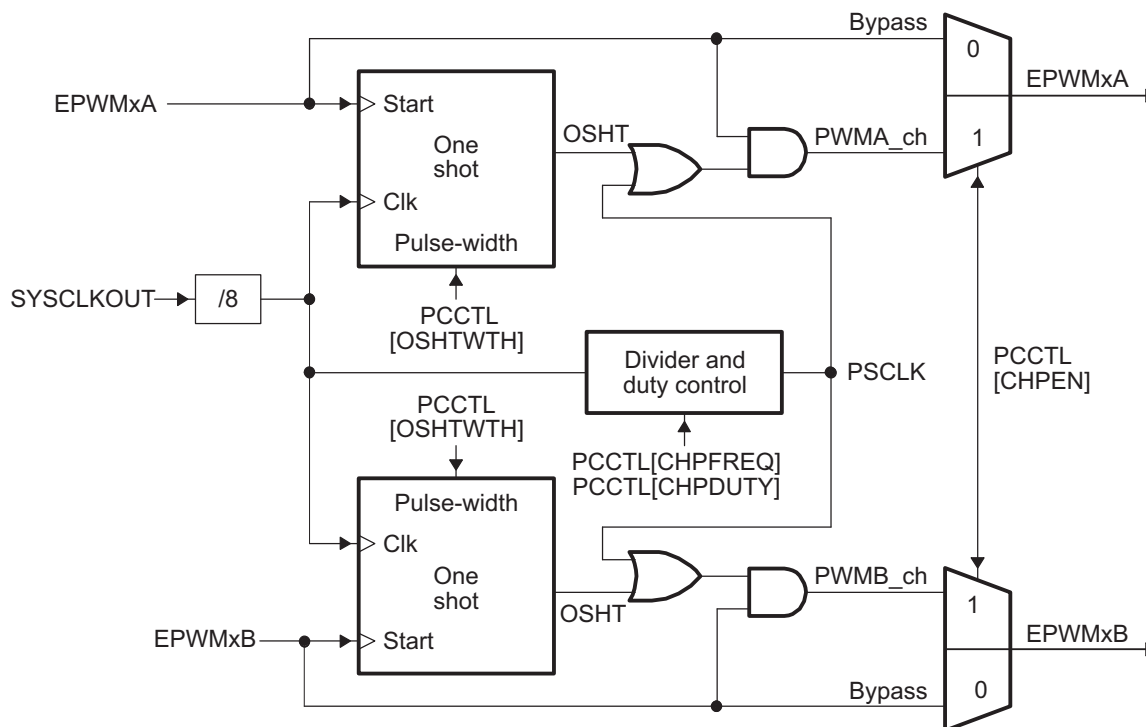 Bypass
0
EPWMxA
EPWMxA
Start
OSHT
PWMA_ch
1
One
shot
Clk
Pulse-width
SYSCLKOUT
/8
PCCTL
[OSHTWTH]
Divider and
duty control
PSCLK
PCCTL
[CHPEN]
PCCTL
[OSHTWTH]
PCCTL[CHPFREQ]
PCCTL[CHPDUTY]
Pulse-width
Clk
One
shot
OSHT
PWMB_ch
1
EPWMxB
Start
EPWMxB
Bypass
0